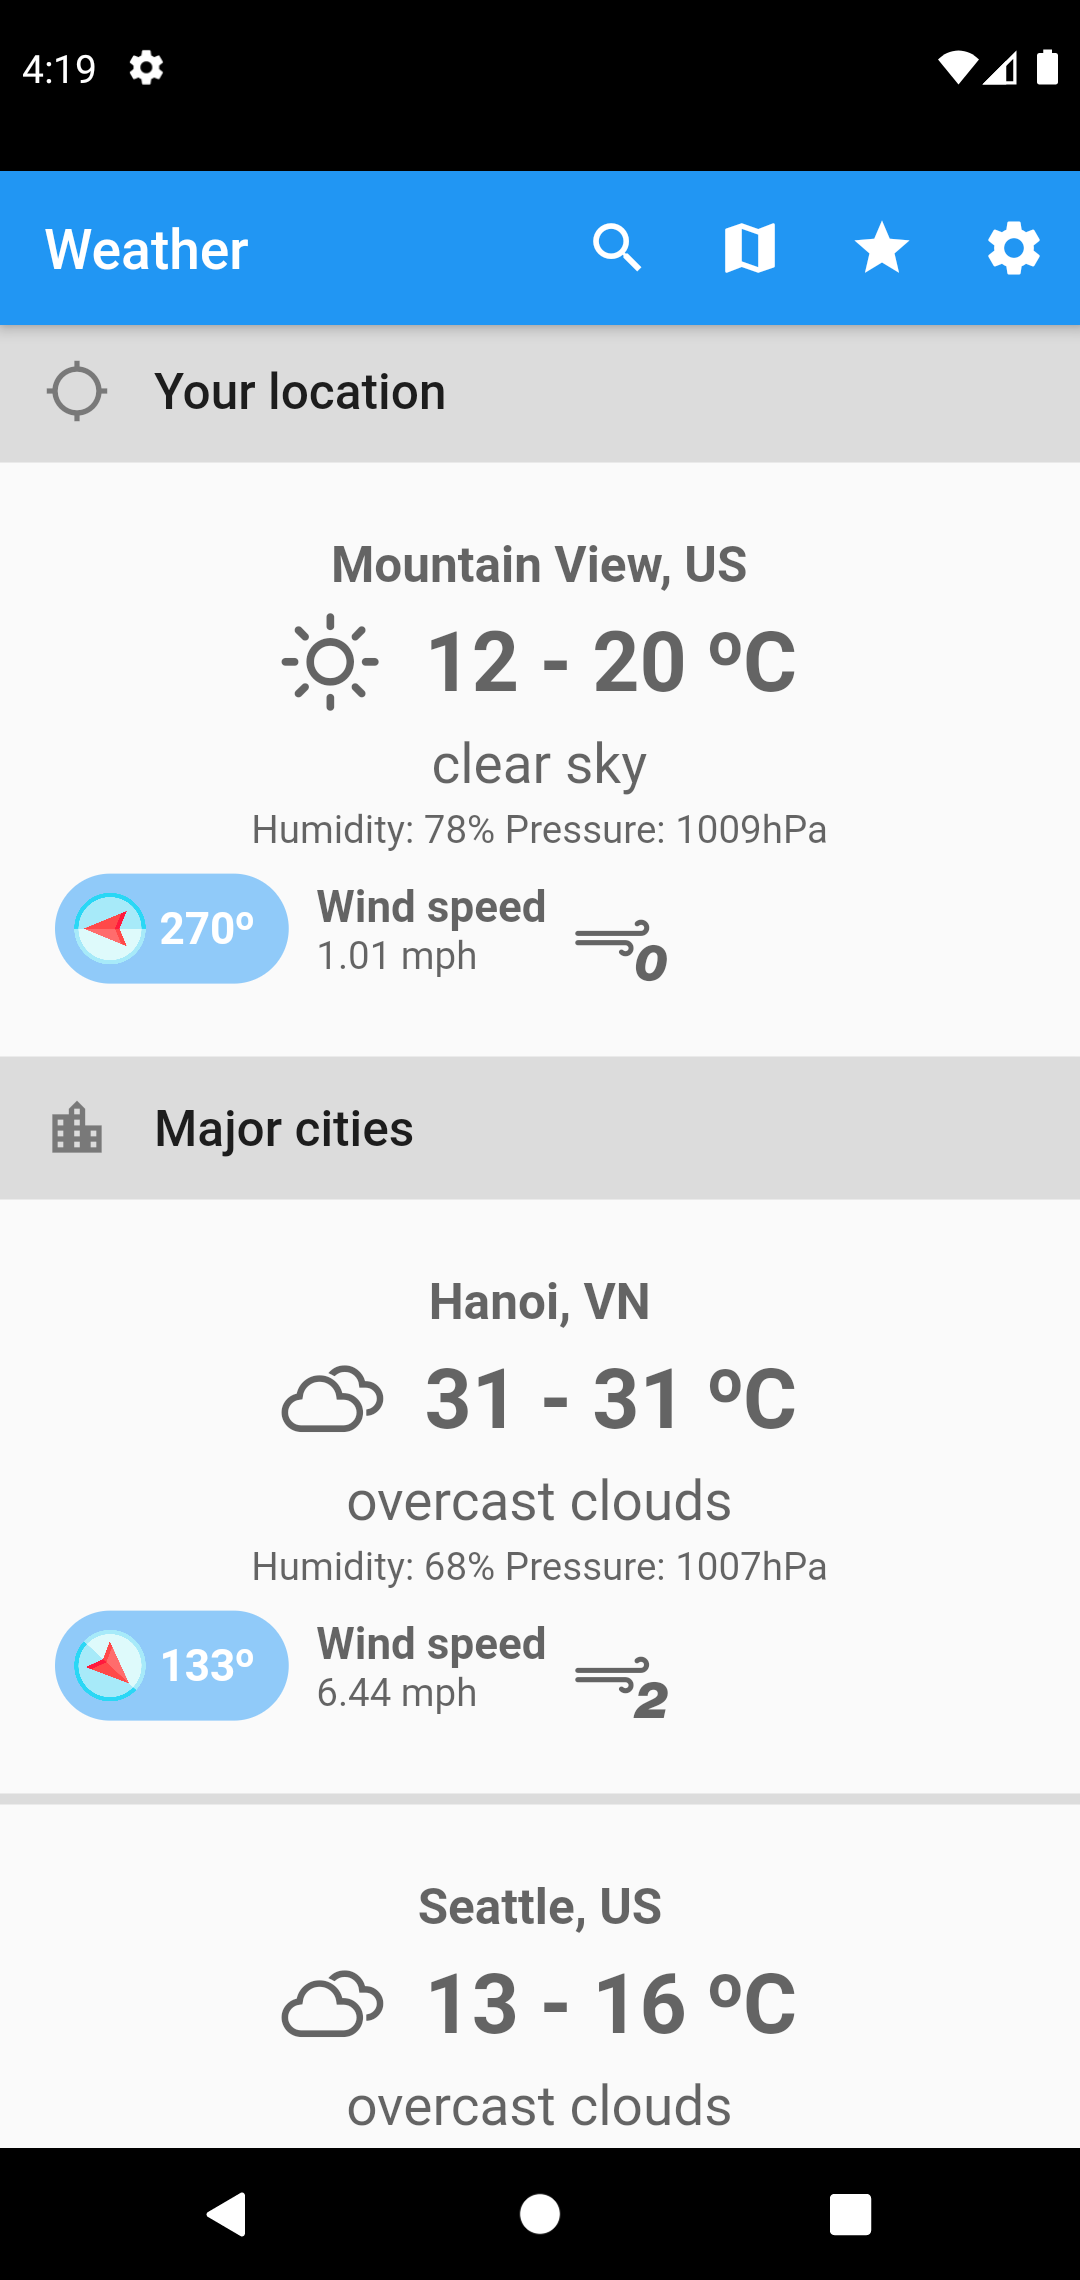 4:19
Weather
Your location
Mountain View, US
12 - 20 ºC
clear sky
Humidity: 78% Pressure: 1009hPa
270º
Wind speed
1.01 mph
0
Major cities
Hanoi, VN
31 - 31 ºC
overcast clouds
Humidity: 68% Pressure: 1007hPa
133º
Wind speed
6.44 mph
2
Seattle, US
13 - 16 ºC
overcast clouds